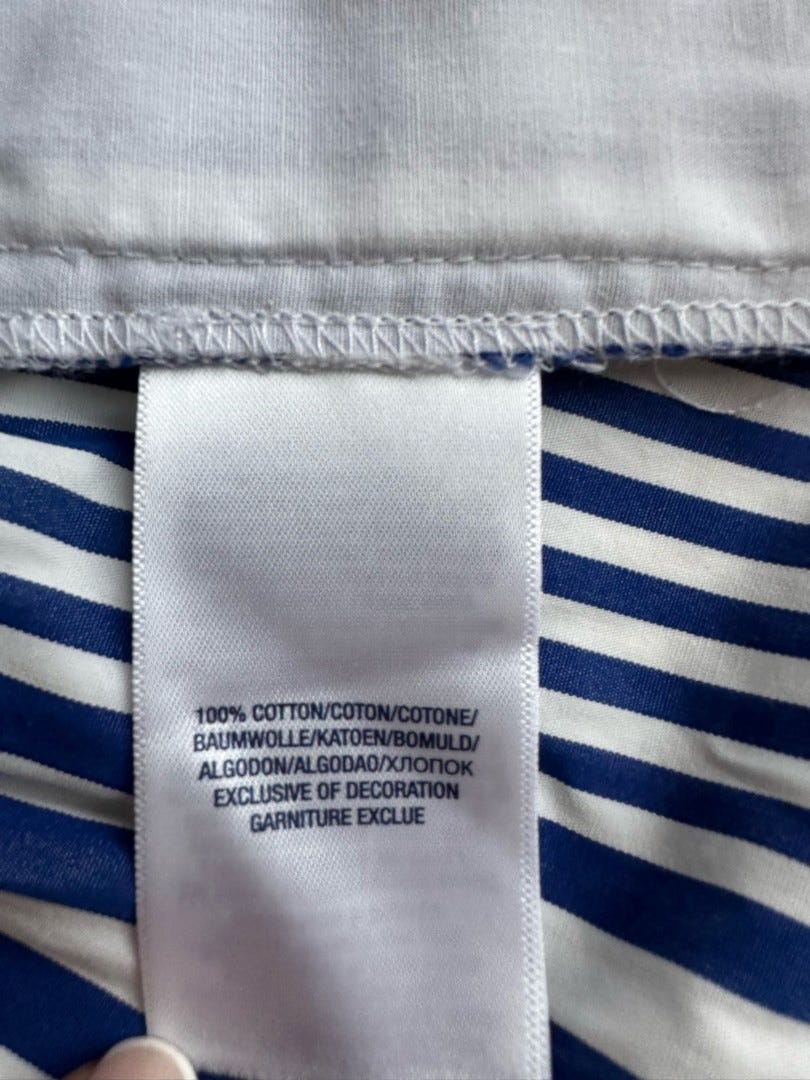 100% COTTON/COTON/COTONE/
BAUMWOLLE/KATOEN/BOMULD/
ALGODON/ALGODAO/ХЛОПОК
EXCLUSIVE OF DECORATION
GARNITURE EXCLUE